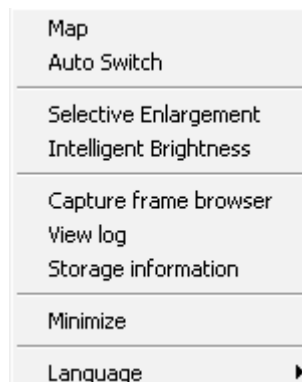 Map
Auto Switch
Selective Enlargement
Intelligent Brightness
Capture frame browser
View log
Storage information
Minimize
Language